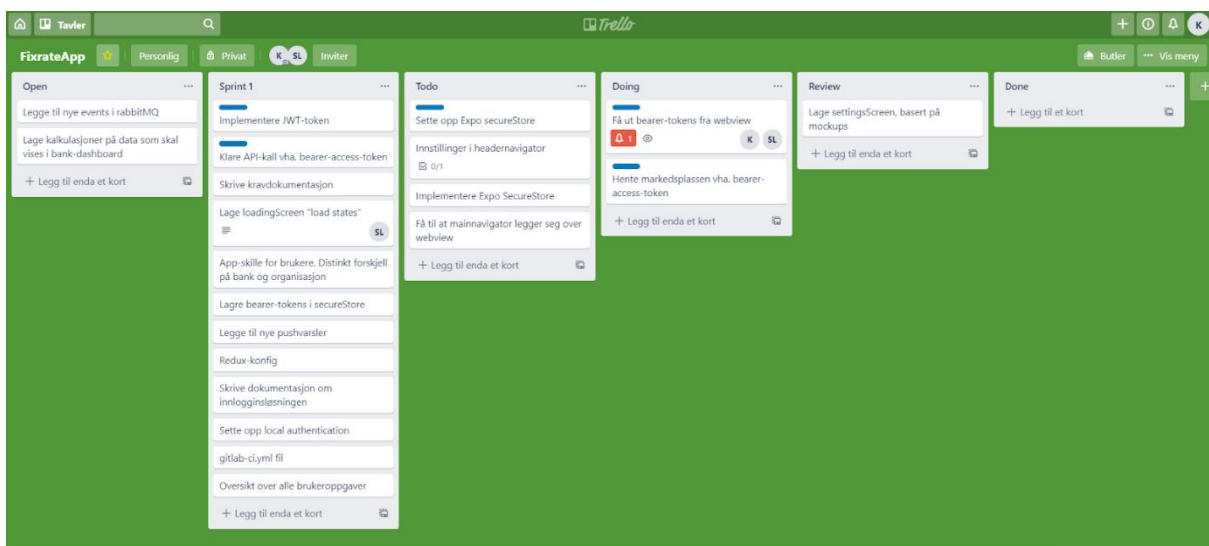 Tavler
Trello
K
FixrateApp
Personlig
Privat
K
SL
Inviter
Butler
Vis meny
Open
Legge til nye events i rabbitMQ
Lage kalkulasjoner på data som skal
vises i bank-dashboard
+ Legg til enda et kort
Sprint 1
Implementere JWT-token
Klare API-kall vha. bearer-access-token
Skrive kravdokumentasjon
Lage loadingScreen "load states"
SL
App-skille for brukere. Distinkt forskjell
på bank og organisasjon
Lagre bearer-tokens i secureStore
Legge til nye pushvarsler
Redux-konfig
Skrive dokumentasjon om
innlogginsløsningen
Sette opp local authentication
gitlab-ci.yml fil
Oversikt over alle brukeroppgaver
+ Legg til enda et kort
Todo
Sette opp Expo secureStore
Innstillinger i headernavigator
0/1
Implementere Expo SecureStore
Få til at mainnavigator legger seg over
webview
+ Legg til enda et kort
Doing
Få ut bearer-tokens fra webview
1
K
SL
Hente markedsplassen vha. bearer-
access-token
+ Legg til enda et kort
Review
Lage settingsScreen, basert på
mockups
+ Legg til enda et kort
Done
+ Legg til et kort